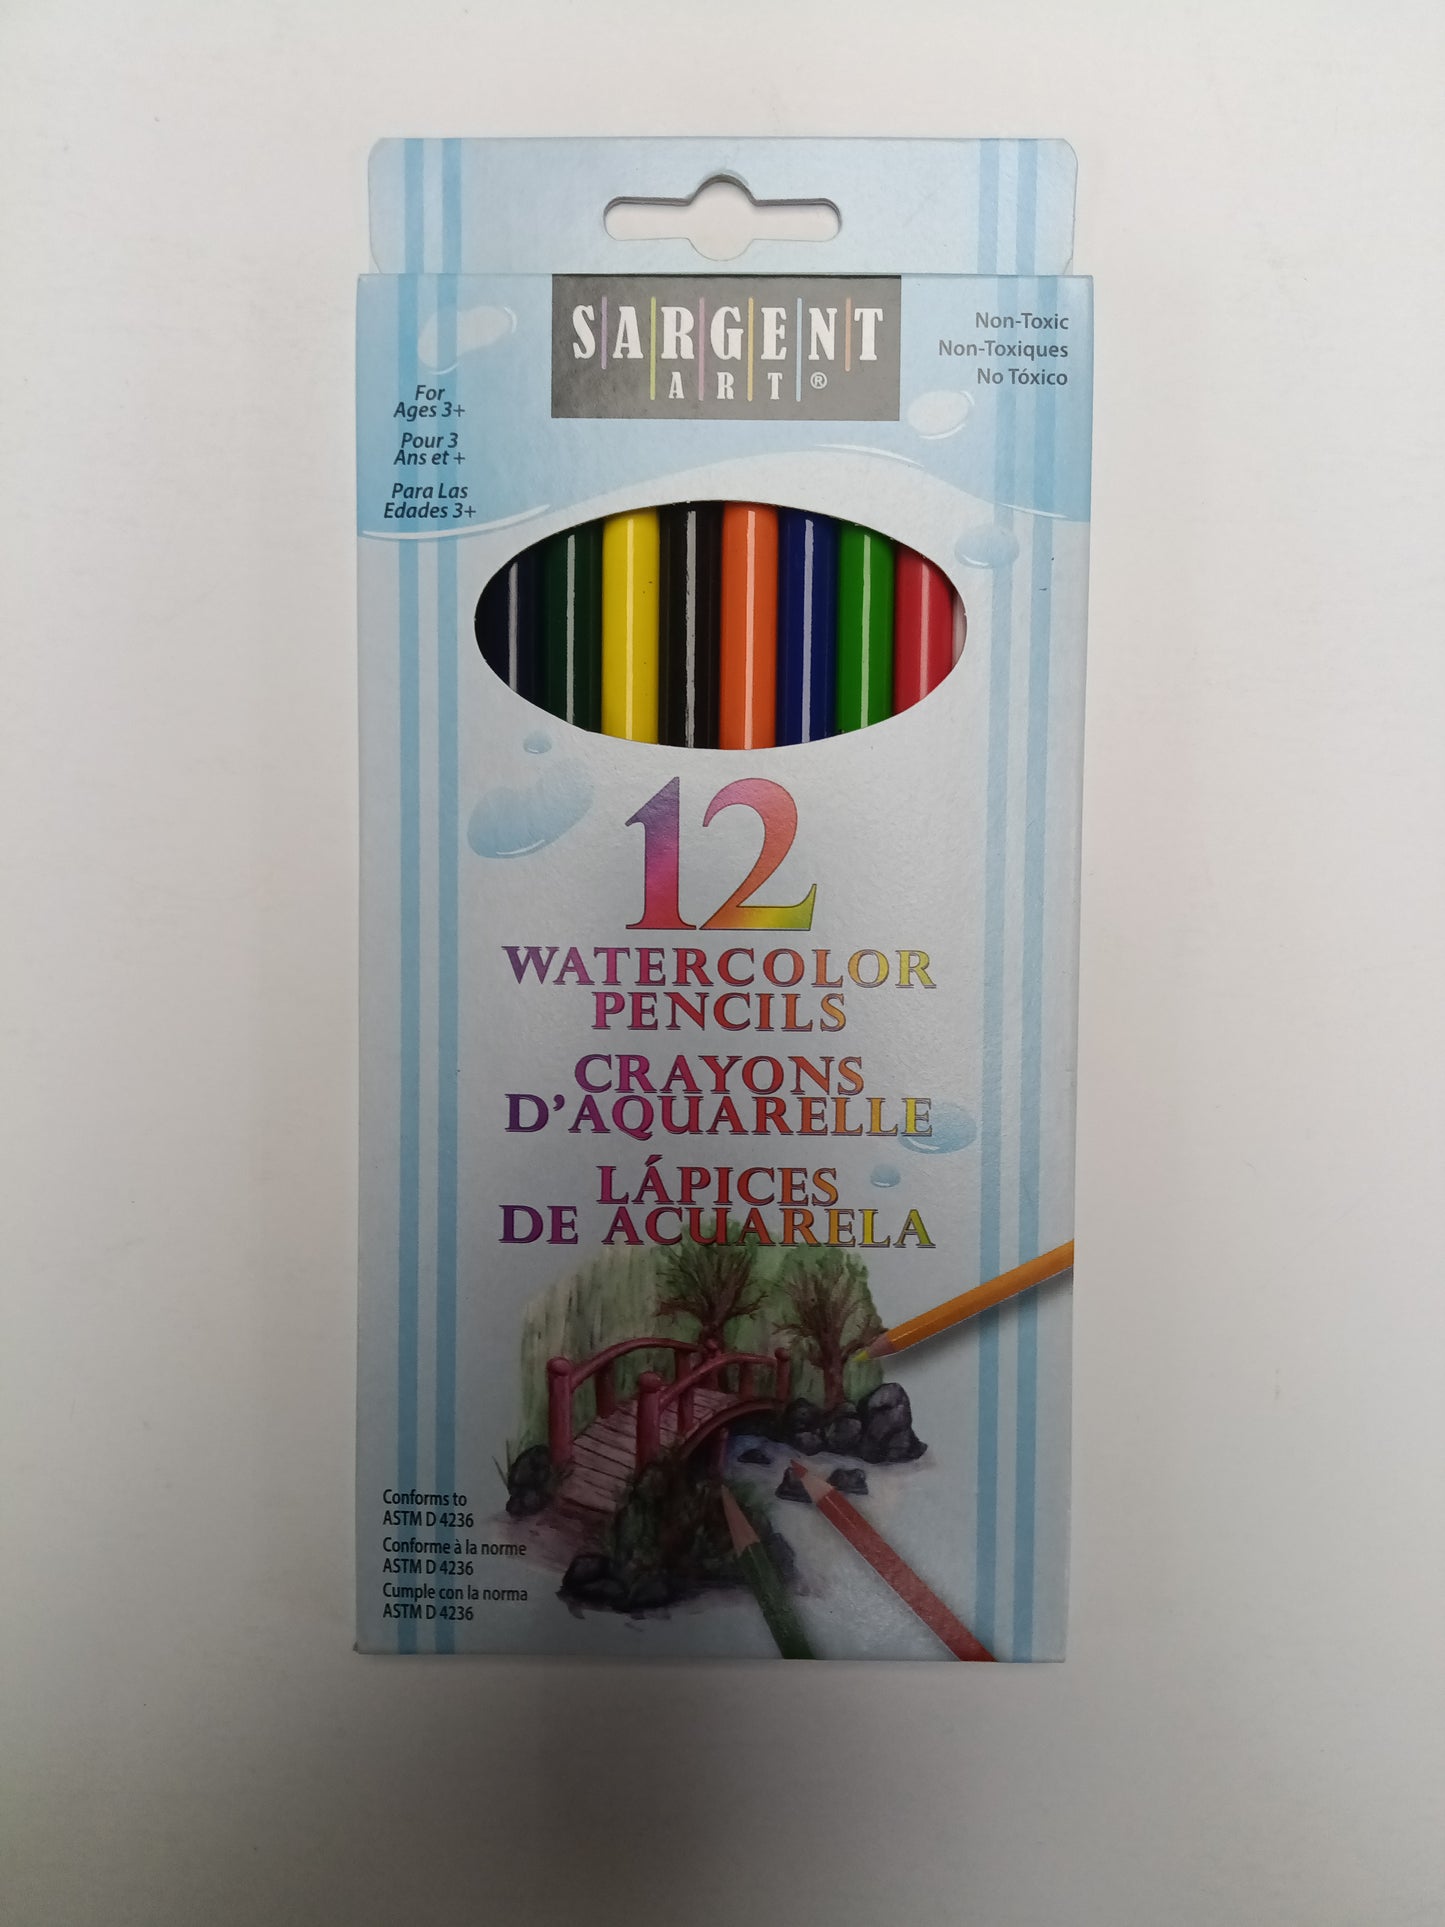 SARGENT
ART®
Non-Toxic
Non-Toxiques
No Tóxico
For
Ages 3+
Pour 3
Ans et +
Para Las
Edades 3+
12
WATERCOLOR
PENCILS
CRAYONS
D'AQUARELLE
LÁPICES
DE ACUARELA
Conforms to
ASTM D 4236
Conforme à la norme
ASTM D 4236
Cumple con la norma
ASTM D 4236